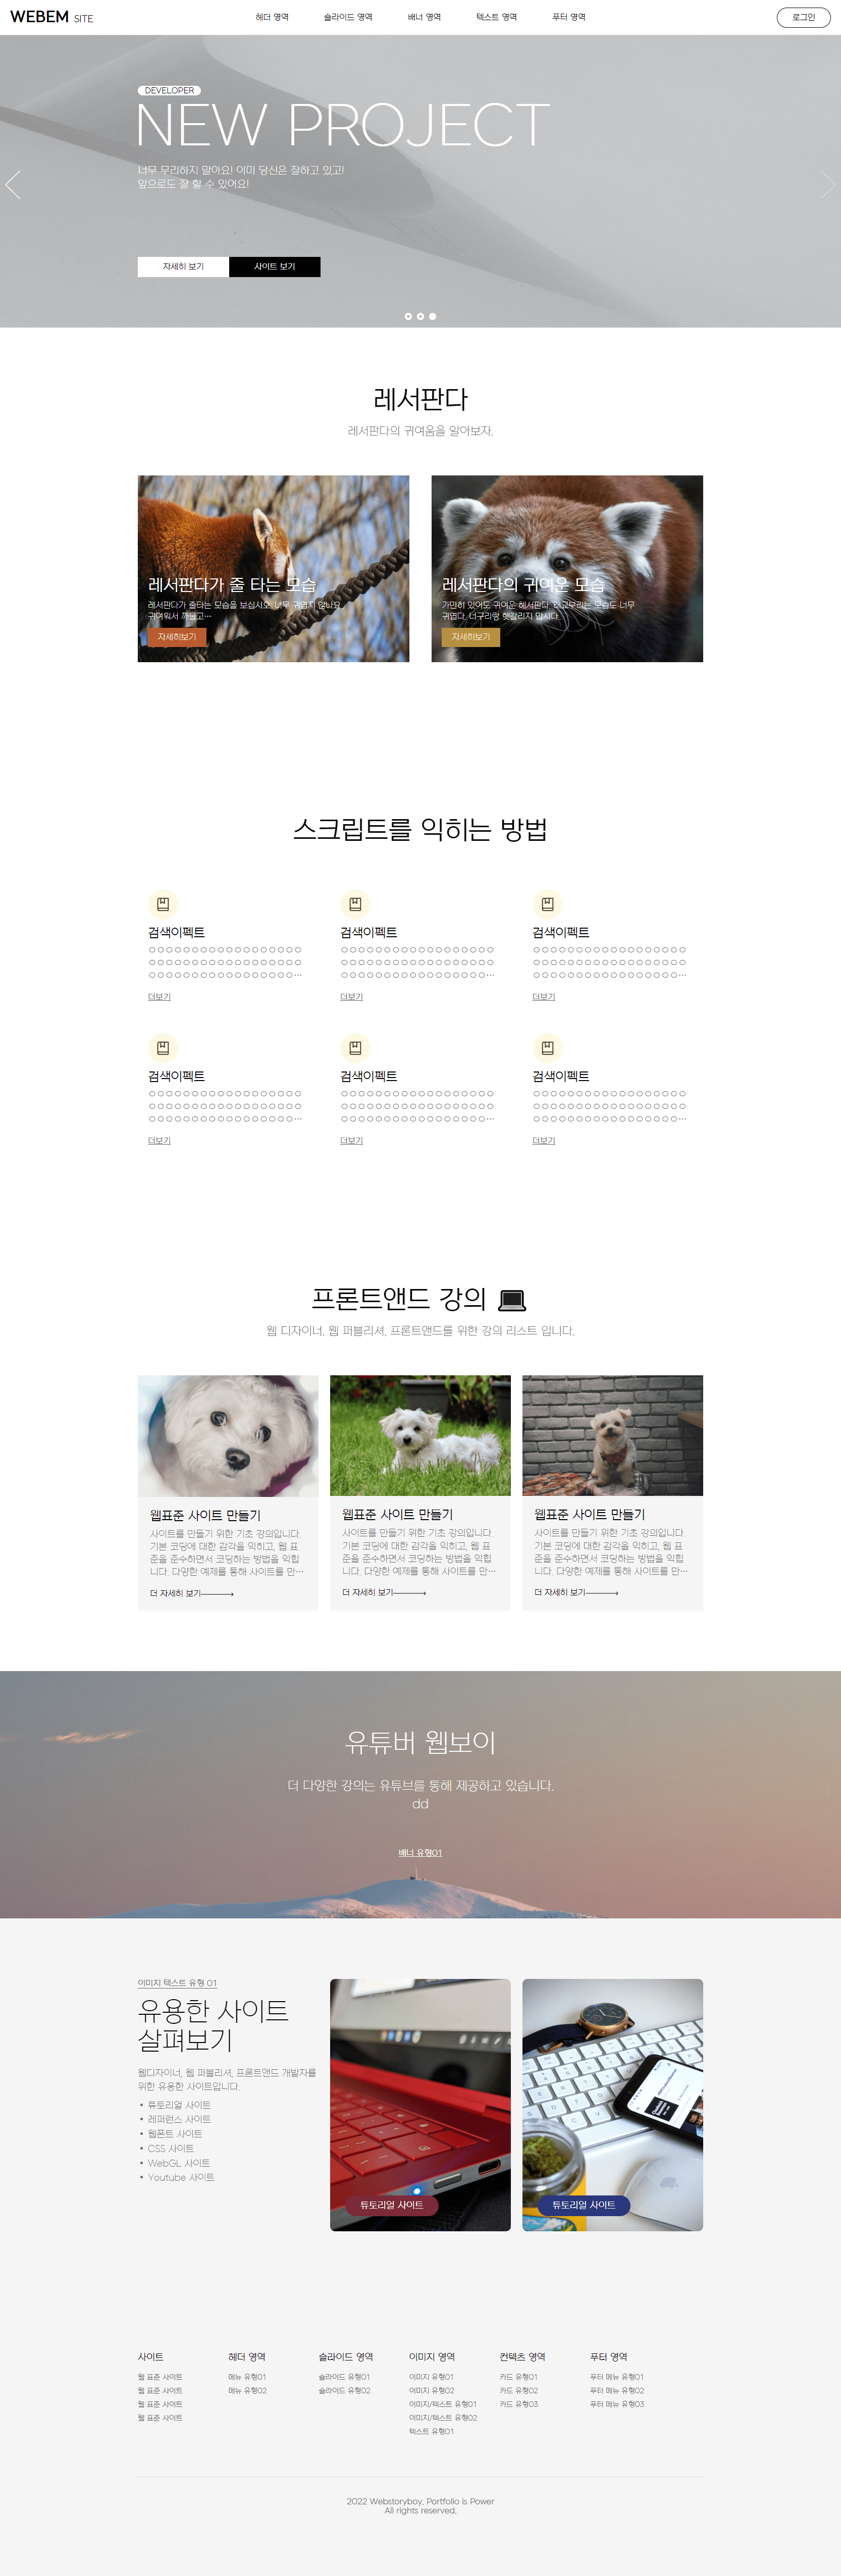 WEBEM SITE
헤더 영역
슬라이드 영역
배너 영역
텍스트 영역
푸터 영역
로그인
DEVELOPER
NEW PROJECT
너무 무리하지 말아요! 이미 당신은 잘하고 있고!
앞으로도 잘 할 수 있어요!
자세히 보기
사이트 보기
레서판다
레서판다의 귀여움을 알아보자.
레서판다가 줄 타는 모습
레서판다가 줄타는 모습을 보십시오. 너무 귀엽지 않나요
귀여워서 깨물고…
자세히보기
레서판다의 귀여운 모습
가만히 있어도 귀여운 헤서판다.
모습도 너무
귀엽다. 너구리랑 헷갈리지 맙시다.
자세히보기
스크립트를 익히는 방법
검색이펙트
ㅇㅇㅇㅇㅇㅇㅇㅇㅇㅇㅇㅇㅇㅇㅇㅇㅇㅇ
ㅇㅇㅇㅇㅇㅇㅇㅇㅇㅇㅇㅇㅇㅇㅇㅇㅇㅇ
ㅇㅇㅇㅇㅇㅇㅇㅇㅇㅇㅇㅇㅇㅇㅇㅇㅇ…
더보기
검색이펙트
ㅇㅇㅇㅇㅇㅇㅇㅇㅇㅇㅇㅇㅇㅇㅇㅇㅇㅇ
ㅇㅇㅇㅇㅇㅇㅇㅇㅇㅇㅇㅇㅇㅇㅇㅇㅇㅇ
ㅇㅇㅇㅇㅇㅇㅇㅇㅇㅇㅇㅇㅇㅇㅇㅇㅇ…
더보기
검색이펙트
ㅇㅇㅇㅇㅇㅇㅇㅇㅇㅇㅇㅇㅇㅇㅇㅇㅇㅇ
ㅇㅇㅇㅇㅇㅇㅇㅇㅇㅇㅇㅇㅇㅇㅇㅇㅇㅇ
ㅇㅇㅇㅇㅇㅇㅇㅇㅇㅇㅇㅇㅇㅇㅇㅇㅇ…
더보기
검색이펙트
ㅇㅇㅇㅇㅇㅇㅇㅇㅇㅇㅇㅇㅇㅇㅇㅇㅇㅇ
ㅇㅇㅇㅇㅇㅇㅇㅇㅇㅇㅇㅇㅇㅇㅇㅇㅇㅇ
ㅇㅇㅇㅇㅇㅇㅇㅇㅇㅇㅇㅇㅇㅇㅇㅇㅇ…
더보기
검색이펙트
ㅇㅇㅇㅇㅇㅇㅇㅇㅇㅇㅇㅇㅇㅇㅇㅇㅇㅇ
ㅇㅇㅇㅇㅇㅇㅇㅇㅇㅇㅇㅇㅇㅇㅇㅇㅇㅇ
ㅇㅇㅇㅇㅇㅇㅇㅇㅇㅇㅇㅇㅇㅇㅇㅇㅇ…
더보기
검색이펙트
ㅇㅇㅇㅇㅇㅇㅇㅇㅇㅇㅇㅇㅇㅇㅇㅇㅇㅇ
ㅇㅇㅇㅇㅇㅇㅇㅇㅇㅇㅇㅇㅇㅇㅇㅇㅇㅇ
ㅇㅇㅇㅇㅇㅇㅇㅇㅇㅇㅇㅇㅇㅇㅇㅇㅇ…
더보기
프론트앤드 강의 💻
웹 디자이너, 웹 퍼블리셔, 프론트앤드를 위한 강의 리스트 입니다.
웹표준 사이트 만들기
사이트를 만들기 위한 기초 강의입니다.
기본 코딩에 대한 감각을 익히고, 웹 표
준을 준수하면서 코딩하는 방법을 익힙
니다. 다양한 예제를 통해 사이트를 만…
더 자세히 보기
웹표준 사이트 만들기
사이트를 만들기 위한 기초 강의입니다.
기본 코딩에 대한 감각을 익히고, 웹 표
준을 준수하면서 코딩하는 방법을 익힙
니다. 다양한 예제를 통해 사이트를 만…
더 자세히 보기
웹표준 사이트 만들기
사이트를 만들기 위한 기초 강의입니다.
기본 코딩에 대한 감각을 익히고, 웹 표
준을 준수하면서 코딩하는 방법을 익힙
니다. 다양한 예제를 통해 사이트를 만…
더 자세히 보기
유튜버 웹보이
더 다양한 강의는 유튜브를 통해 제공하고 있습니다.
dd
배너 유형01
이미지 텍스트 유형 01
유용한 사이트
살펴보기
웹디자이너, 웹 퍼블리셔, 프론트앤드 개발자를
위한 유용한 사이트입니다.
• 튜토리얼 사이트
• 레퍼런스 사이트
• 웹폰트 사이트
• CSS 사이트
• WebGL 사이트
• Youtube 사이트
튜토리얼 사이트
튜토리얼 사이트
사이트
웹 표준 사이트
웹 표준 사이트
웹 표준 사이트
웹 표준 사이트
헤더 영역
메뉴 유형01
메뉴 유형02
슬라이드 영역
슬라이드 유형01
슬라이드 유형02
이미지 영역
이미지 유형01
이미지 유형02
이미지/텍스트 유형01
이미지/텍스트 유형02
텍스트 유형01
컨텍츠 영역
카드 유형01
카드 유형02
카드 유형03
푸터 영역
푸터 메뉴 유형01
푸터 메뉴 유형02
푸터 메뉴 유형03
2022 Webstoryboy. Portfolio is Power
All rights reserved.